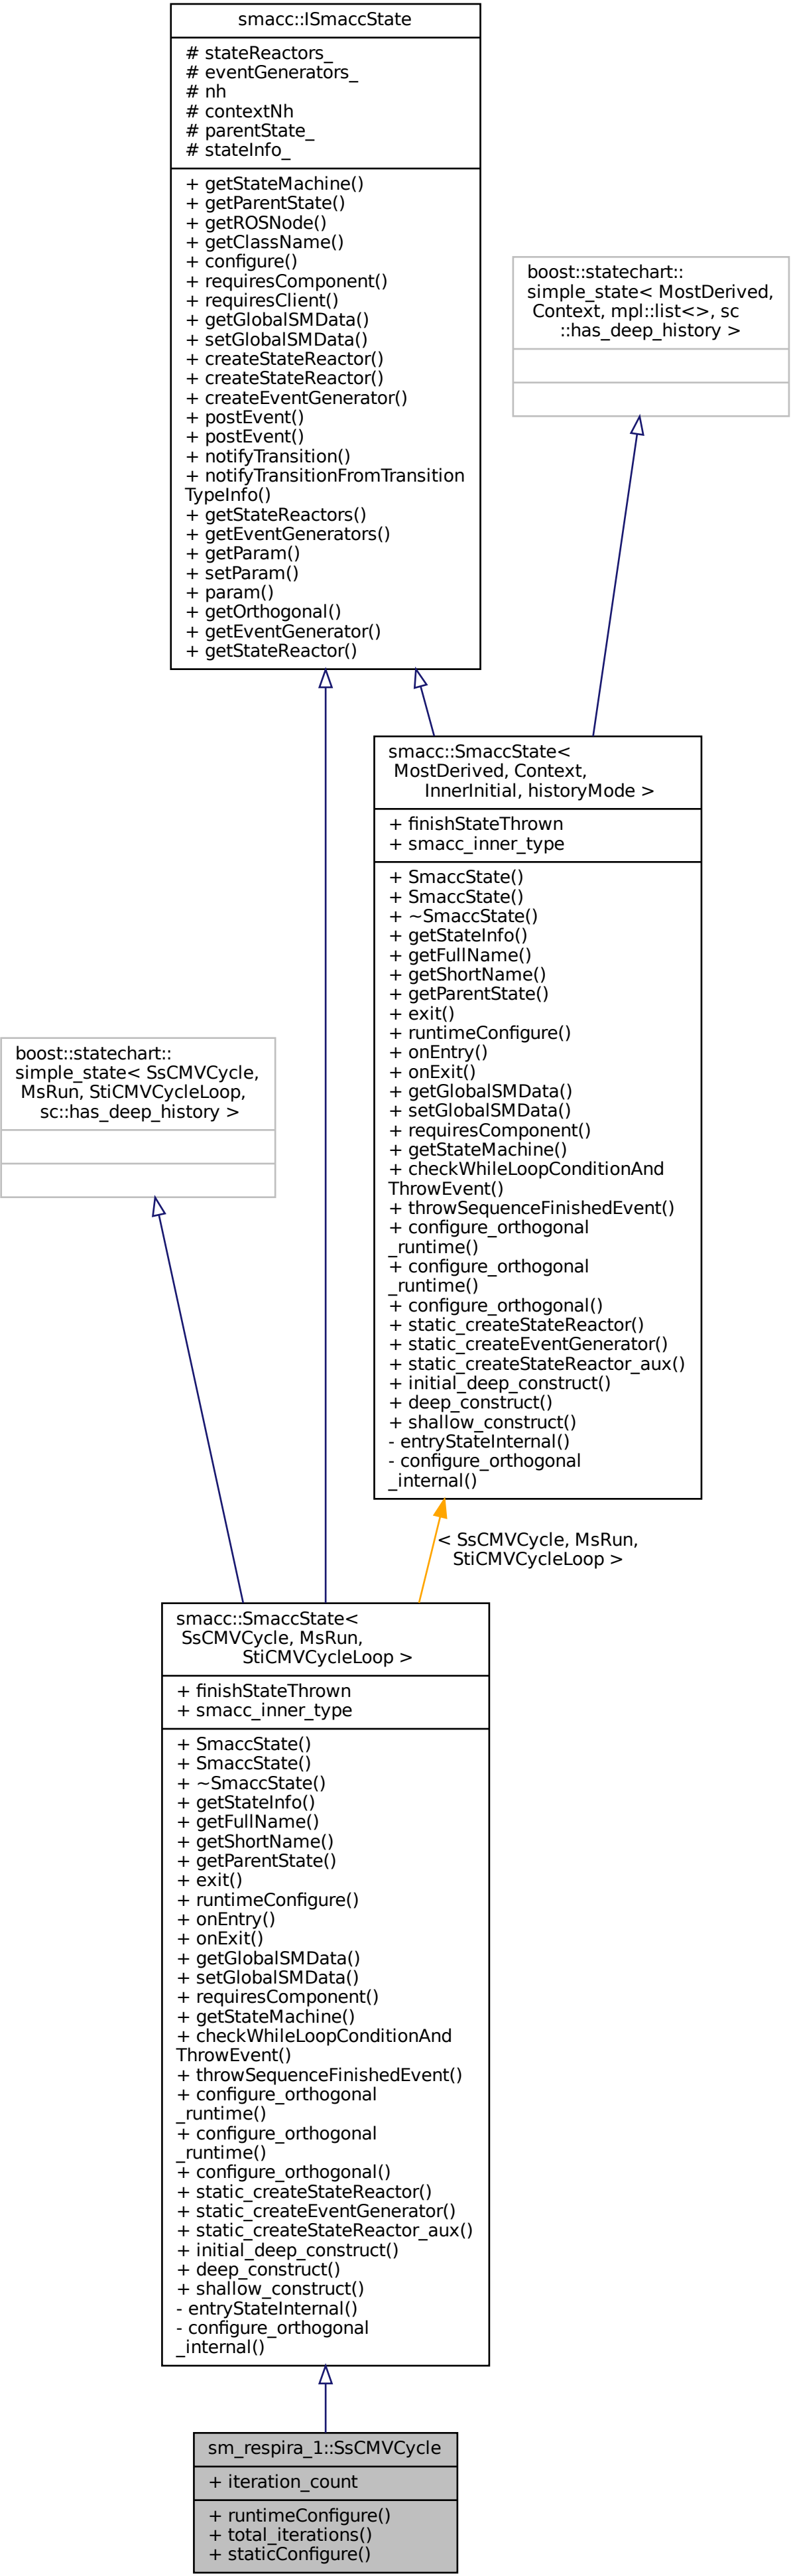 smacc::ISmaccState
# stateReactors_
# eventGenerators_
# nh
# contextNh
# parentState_
# stateInfo_
+ getStateMachine()
+ getParentState()
+ getROSNode()
+ getClassName()
+ configure()
+ requiresComponent()
+ requiresClient()
+ getGlobalSMData()
+ setGlobalSMData()
+ createStateReactor()
+ createStateReactor()
+ createEventGenerator()
+ postEvent()
+ postEvent()
+ notifyTransition()
+ notifyTransitionFromTransition
TypeInfo()
+ getStateReactors()
+ getEventGenerators()
+ getParam()
+ setParam()
+ param()
+ getOrthogonal()
+ getEventGenerator()
+ getStateReactor()
boost::statechart::
simple_state< MostDerived,
Context, mpl::list<>, sc
::has_deep_history >
smacc::SmaccState<
MostDerived, Context,
InnerInitial, historyMode >
+ finishStateThrown
+ smacc_inner_type
+ SmaccState()
+ SmaccState()
+ ~SmaccState()
+ getStateInfo()
+ getFullName()
+ getShortName()
+ getParentState()
+ exit()
+ runtimeConfigure()
+ onEntry()
+ onExit()
+ getGlobalSMData()
+ setGlobalSMData()
+ requiresComponent()
+ getStateMachine()
+ checkWhileLoopConditionAnd
ThrowEvent()
+ throwSequenceFinishedEvent()
+ configure_orthogonal
_runtime()
+ configure_orthogonal
_runtime()
+ configure_orthogonal()
+ static_createStateReactor()
+ static_createEventGenerator()
+ static_createStateReactor_aux()
+ initial_deep_construct()
+ deep_construct()
+ shallow_construct()
- entryStateInternal()
- configure_orthogonal
_internal()
boost::statechart::
simple_state< SsCMVCycle,
MsRun, StiCMVCycleLoop,
sc::has_deep_history >
< SsCMVCycle, MsRun,
StiCMVCycleLoop >
smacc::SmaccState<
SsCMVCycle, MsRun,
StiCMVCycleLoop >
+ finishStateThrown
+ smacc_inner_type
+ SmaccState()
+ SmaccState()
+ ~SmaccState()
+ getStateInfo()
+ getFullName()
+ getShortName()
+ getParentState()
+ exit()
+ runtimeConfigure()
+ onEntry()
+ onExit()
+ getGlobalSMData()
+ setGlobalSMData()
+ requiresComponent()
+ getStateMachine()
+ checkWhileLoopConditionAnd
ThrowEvent()
+ throwSequenceFinishedEvent()
+ configure_orthogonal
_runtime()
+ configure_orthogonal
_runtime()
+ configure_orthogonal()
+ static_createStateReactor()
+ static_createEventGenerator()
+ static_createStateReactor_aux()
+ initial_deep_construct()
+ deep_construct()
+ shallow_construct()
- entryStateInternal()
- configure_orthogonal
_internal()
sm_respira_1::SsCMVCycle
+ iteration_count
+ runtimeConfigure()
+ total_iterations()
+ staticConfigure()